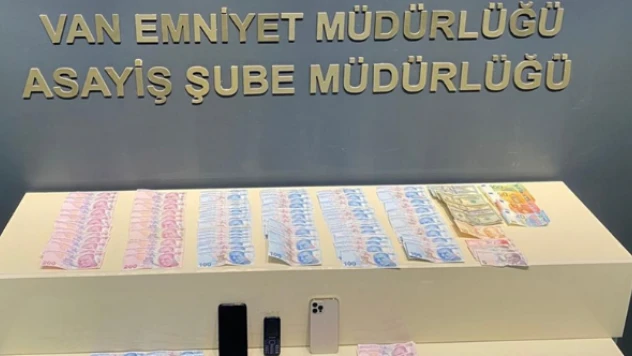 VAN EMNİYET MÜDÜRLÜĞÜ
ASAYİŞ ŞUBE MÜDÜRLÜĞÜ